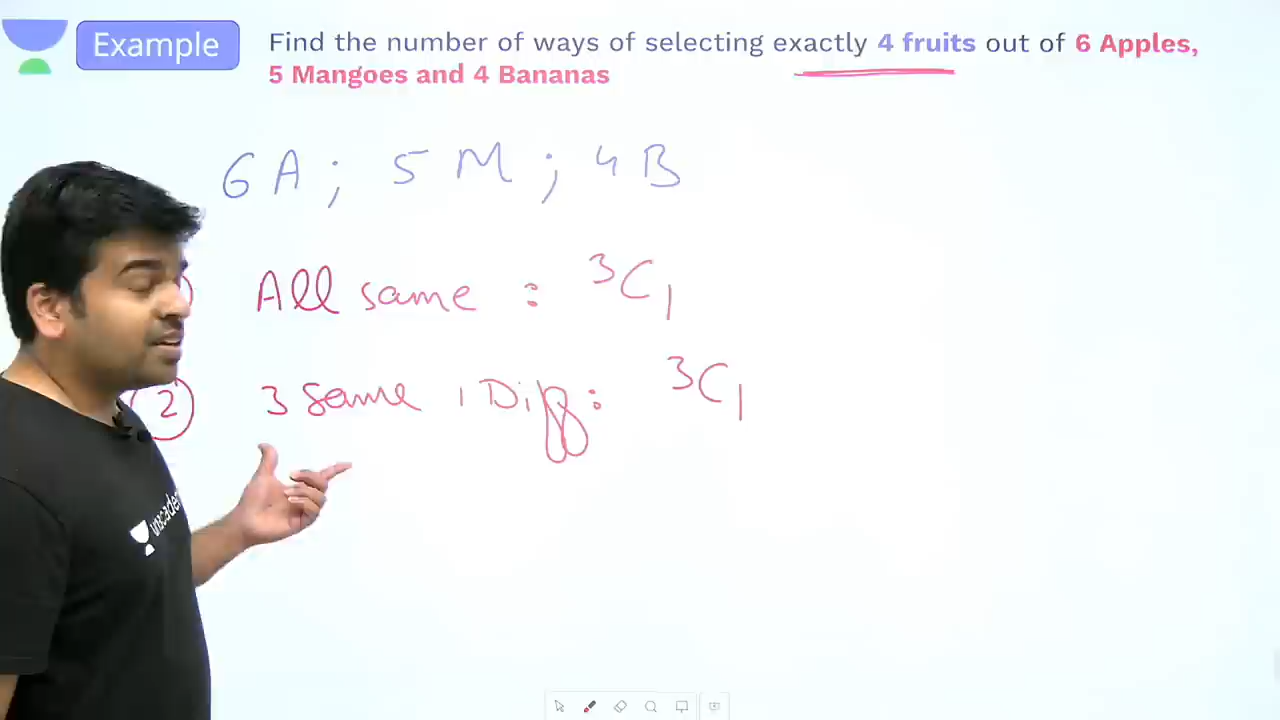 Example
Find the number of ways of selecting exactly 4 fruits out of 6 Apples,
5 Mangoes and 4 Bananas
6 A ; 5 M ; 4 B
All same : ³C₁
2 3 same 1 Diff : ³C₁
unacademy